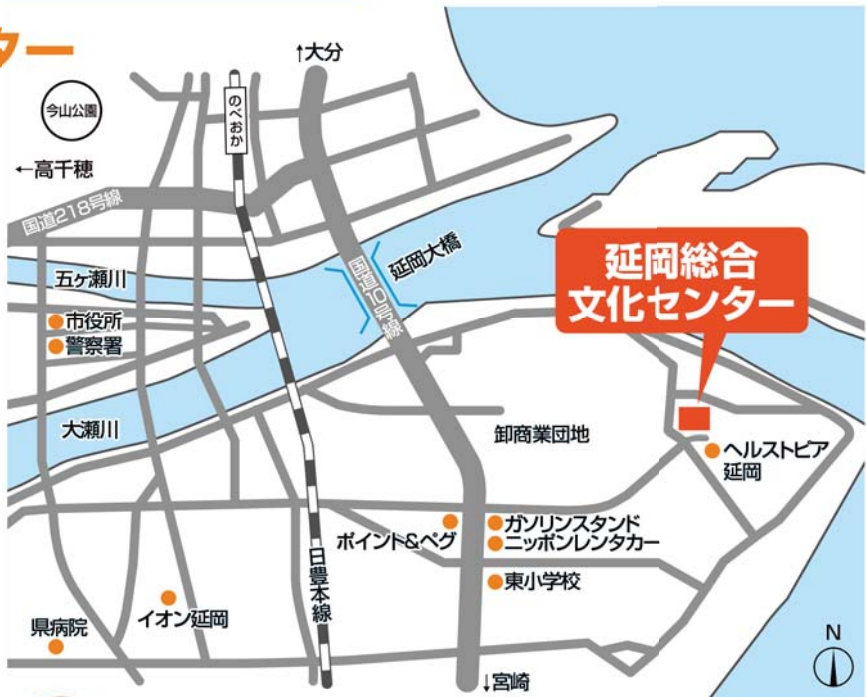 ター
↑大分
今山公園
のべおか
←高千穂
国道218号線
五ヶ瀬川
延岡大橋
国道10号線
延岡総合
文化センター
市役所
警察署
大瀬川
卸商業団地
ヘルストピア
延岡
ポイント&ペグ
ガソリンスタンド
ニッポンレンタカー
日豊本線
東小学校
イオン延岡
県病院
↓宮崎
N